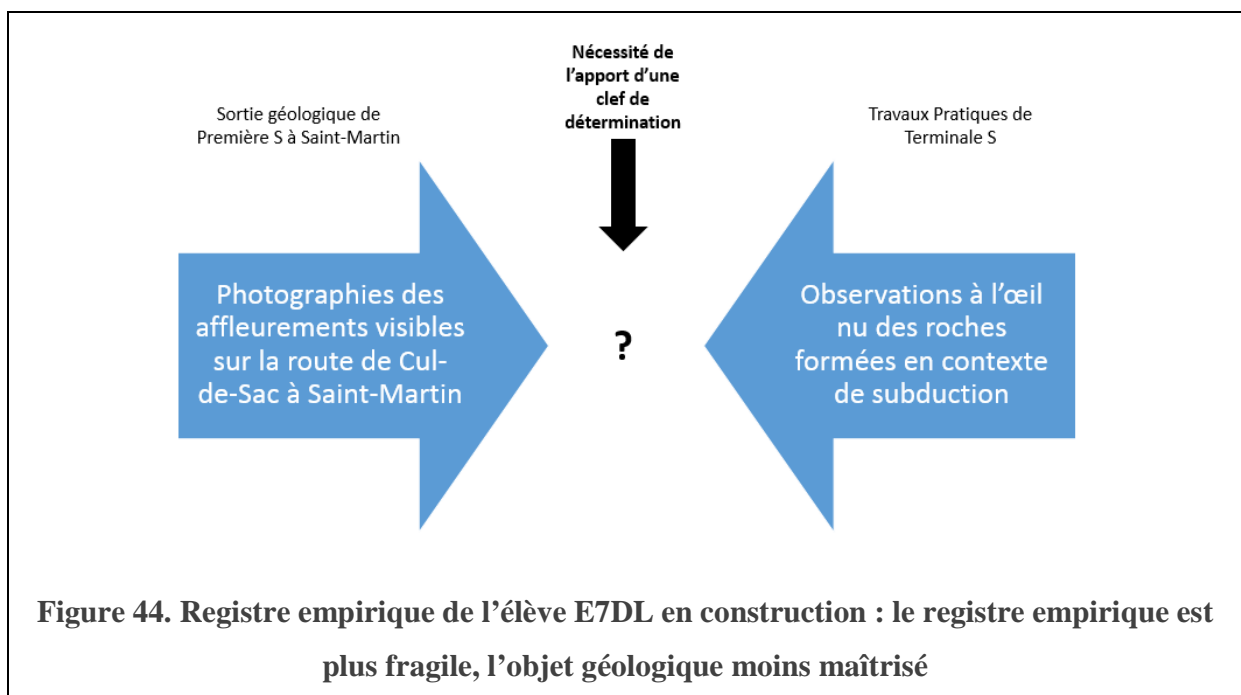 Nécessité de
l'apport d'une
clef de
détermination
Sortie géologique de
Première S à Saint-Martin
Travaux Pratiques de
Terminale S
Photographies des
affleurements visibles
sur la route de Cul-
de-Sac à Saint-Martin
?
Observations à l'œil
nu des roches
formées en contexte
de subduction
Figure 44. Registre empirique de l'élève E7DL en construction : le registre empirique est
plus fragile, l'objet géologique moins maîtrisé